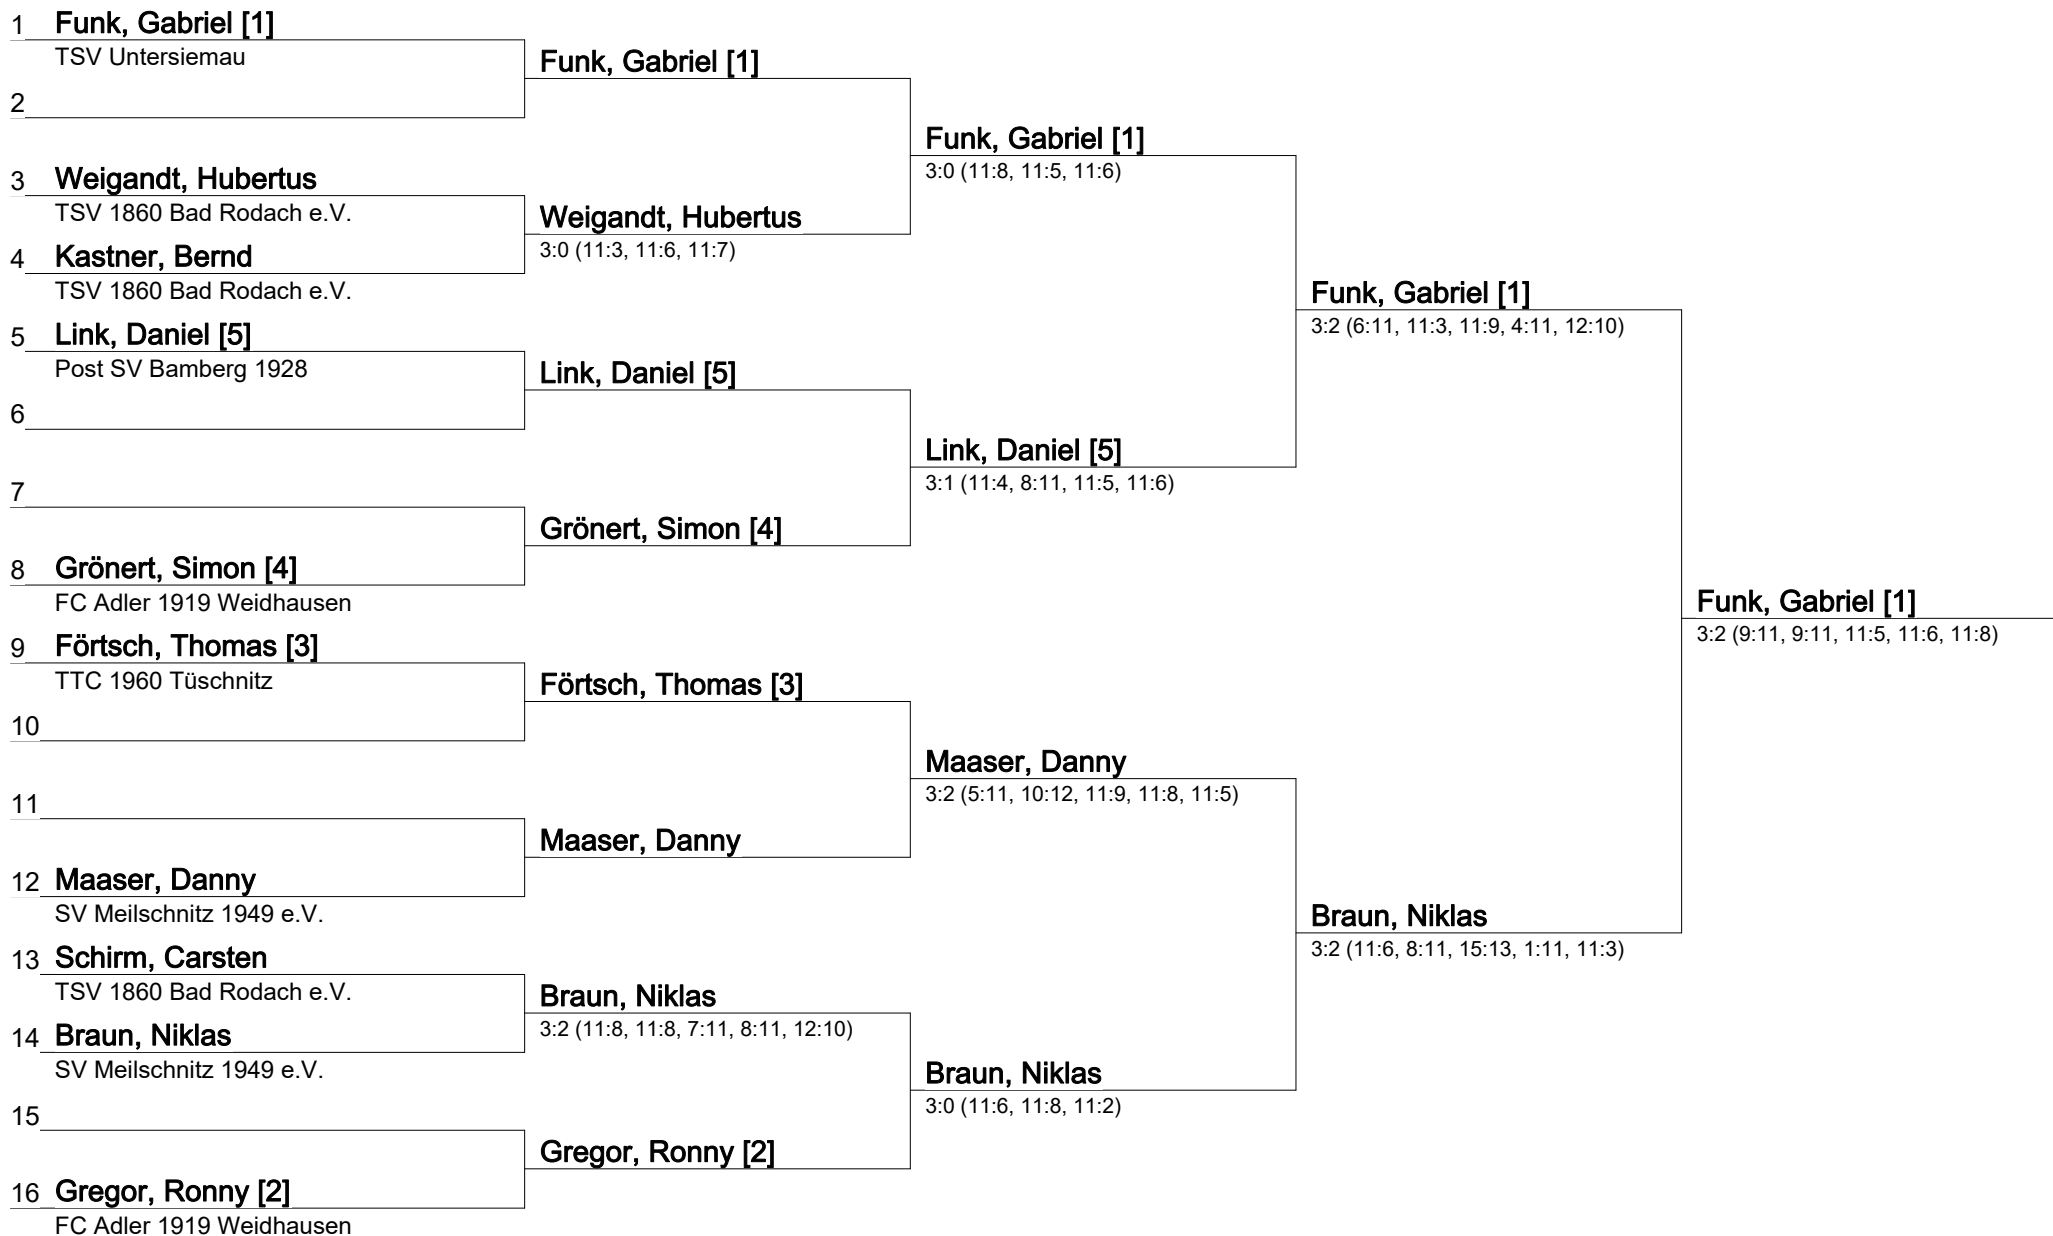 1 Funk, Gabriel [1]
TSV Untersiemau
2
3 Weigandt, Hubertus
TSV 1860 Bad Rodach e.V.
4 Kastner, Bernd
TSV 1860 Bad Rodach e.V.
5 Link, Daniel [5]
Post SV Bamberg 1928
6
7
8 Grönert, Simon [4]
FC Adler 1919 Weidhausen
9 Förtsch, Thomas [3]
TTC 1960 Tüschnitz
10
11
12 Maaser, Danny
SV Meilschnitz 1949 e.V.
13 Schirm, Carsten
TSV 1860 Bad Rodach e.V.
14 Braun, Niklas
SV Meilschnitz 1949 e.V.
15
16 Gregor, Ronny [2]
FC Adler 1919 Weidhausen
Funk, Gabriel [1]
Weigandt, Hubertus
3:0 (11:3, 11:6, 11:7)
Link, Daniel [5]
Grönert, Simon [4]
Förtsch, Thomas [3]
Maaser, Danny
Braun, Niklas
3:2 (11:8, 11:8, 7:11, 8:11, 12:10)
Gregor, Ronny [2]
Funk, Gabriel [1]
3:0 (11:8, 11:5, 11:6)
Link, Daniel [5]
3:1 (11:4, 8:11, 11:5, 11:6)
Maaser, Danny
3:2 (5:11, 10:12, 11:9, 11:8, 11:5)
Braun, Niklas
3:0 (11:6, 11:8, 11:2)
Funk, Gabriel [1]
3:2 (6:11, 11:3, 11:9, 4:11, 12:10)
Braun, Niklas
3:2 (11:6, 8:11, 15:13, 1:11, 11:3)
Funk, Gabriel [1]
3:2 (9:11, 9:11, 11:5, 11:6, 11:8)